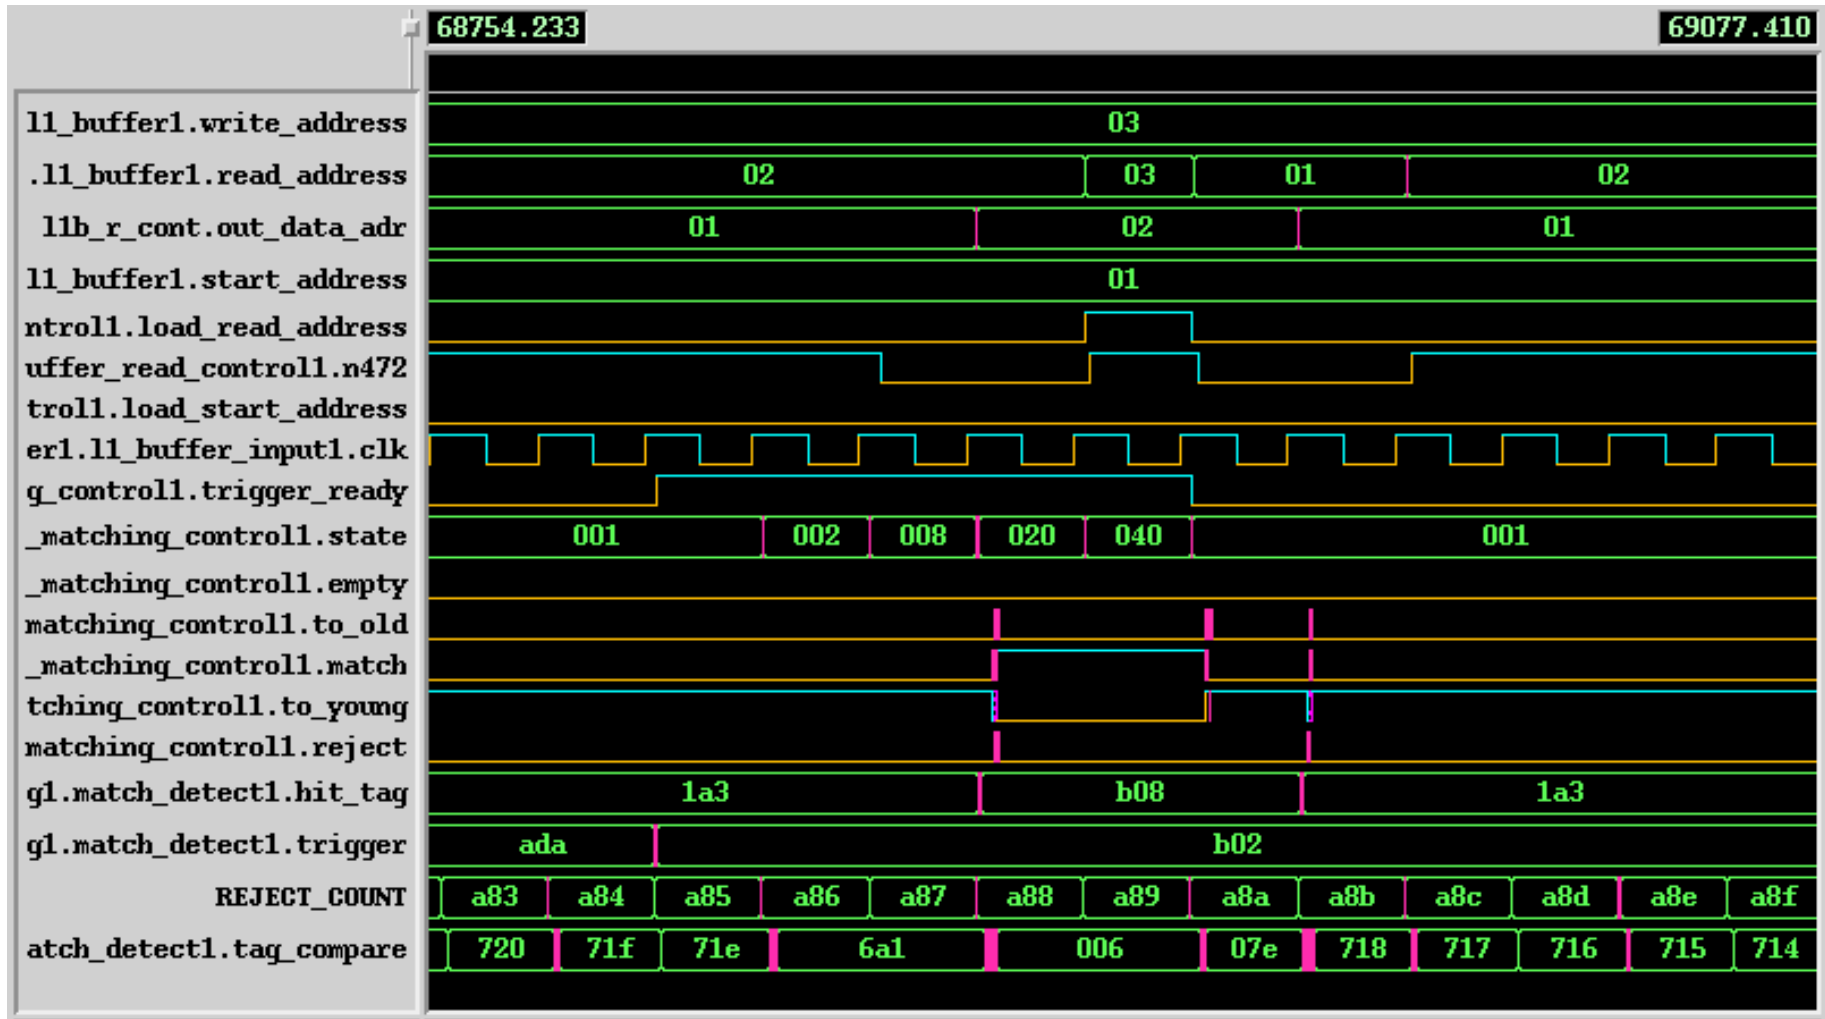 68754.233 69077.410
l1_buffer1.write_address 03
.l1_buffer1.read_address 02 03 01 02
l1b_r_cont.out_data_adr 01 02 01
l1_buffer1.start_address 01
ntrol1.load_read_address
uffer_read_control1.n472
trol1.load_start_address
er1.l1_buffer_input1.clk
g_control1.trigger_ready
_matching_control1.state 001 002 008 020 040 001
_matching_control1.empty
matching_control1.to_old
_matching_control1.match
tching_control1.to_young
matching_control1.reject
g1.match_detect1.hit_tag 1a3 b08 1a3
g1.match_detect1.trigger ada b02
REJECT_COUNT a83 a84 a85 a86 a87 a88 a89 a8a a8b a8c a8d a8e a8f
atch_detect1.tag_compare 720 71f 71e 6a1 006 07e 718 717 716 715 714